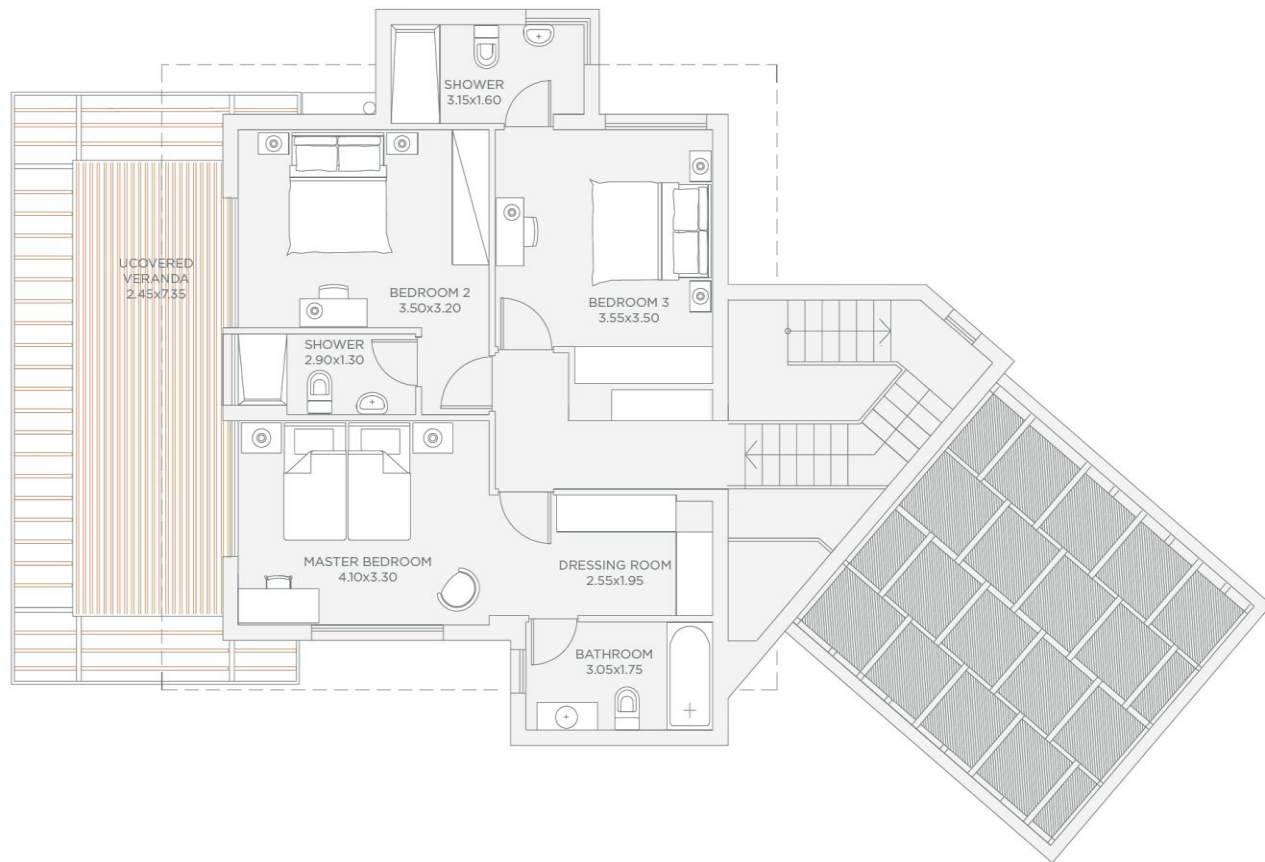 SHOWER
3.15x1.60
UCOVERED
VERANDA
2.45x7.35
BEDROOM 2
3.50x3.20
BEDROOM 3
3.55x3.50
SHOWER
2.90x1.30
MASTER BEDROOM
4.10x3.30
DRESSING ROOM
2.55x1.95
BATHROOM
3.05x1.75